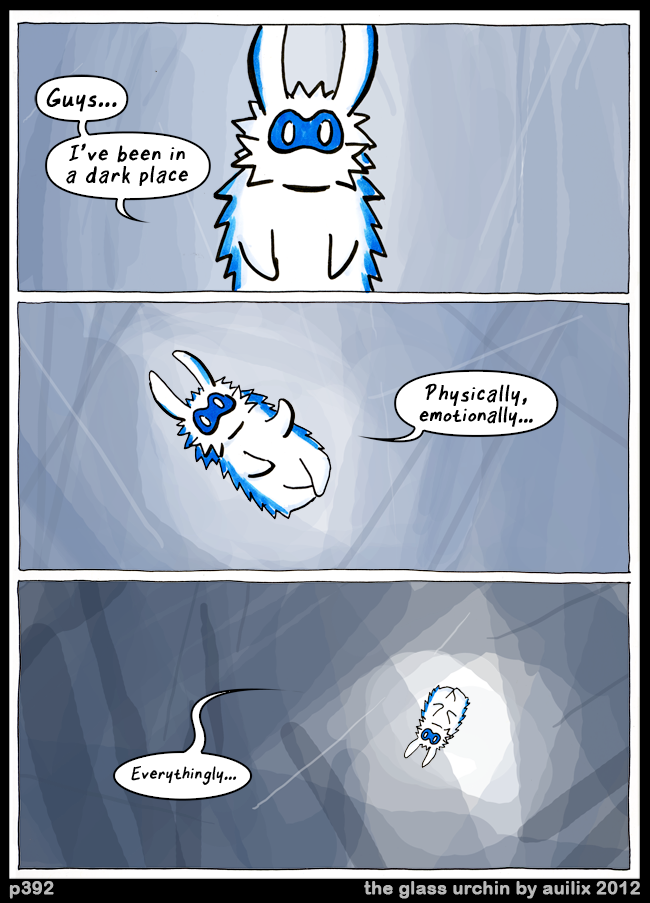 Guys...
I've been in
a dark place
Physically,
emotionally...
Everythingly...
p392
the glass urchin by auilix 2012